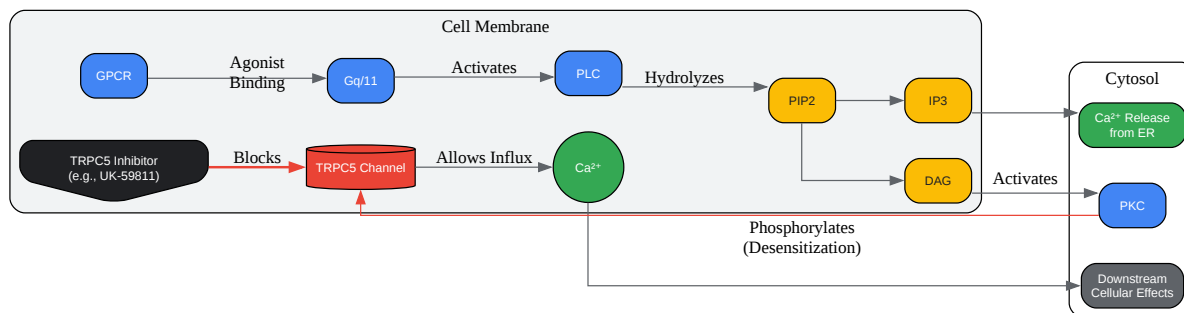 Cell Membrane
GPCR
Agonist
Binding
Gq/11
Activates
PLC
Hydrolyzes
PIP2
IP3
Cytosol
Ca²⁺ Release
from ER
TRPC5 Inhibitor
(e.g., UK-59811)
Blocks
TRPC5 Channel
Allows Influx
Ca²⁺
DAG
Activates
PKC
Phosphorylates
(Desensitization)
Downstream
Cellular Effects